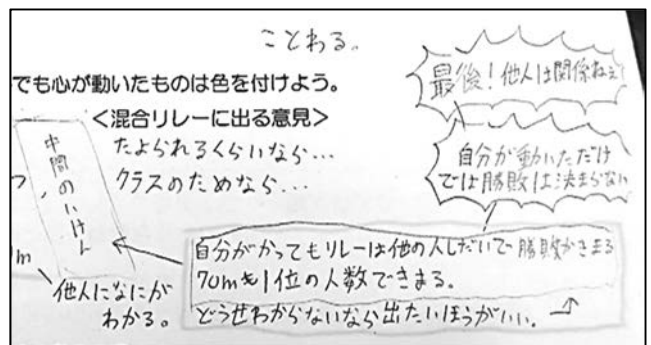 ことわる。
でも心が動いたものは色を付けよう。
<混合リレーに出る意見>
たよられるくらいなら…
クラスのためなら…
中間のいけん
最後!他人は関係ねぇ
自分が動いただけ
では勝敗は決まらない
自分がかってもリレーは他の人しだいで勝敗がきまる
70mも1位の人数できまる。
どうせわからないなら出たいほうがいい。
他人になにが
わかる。